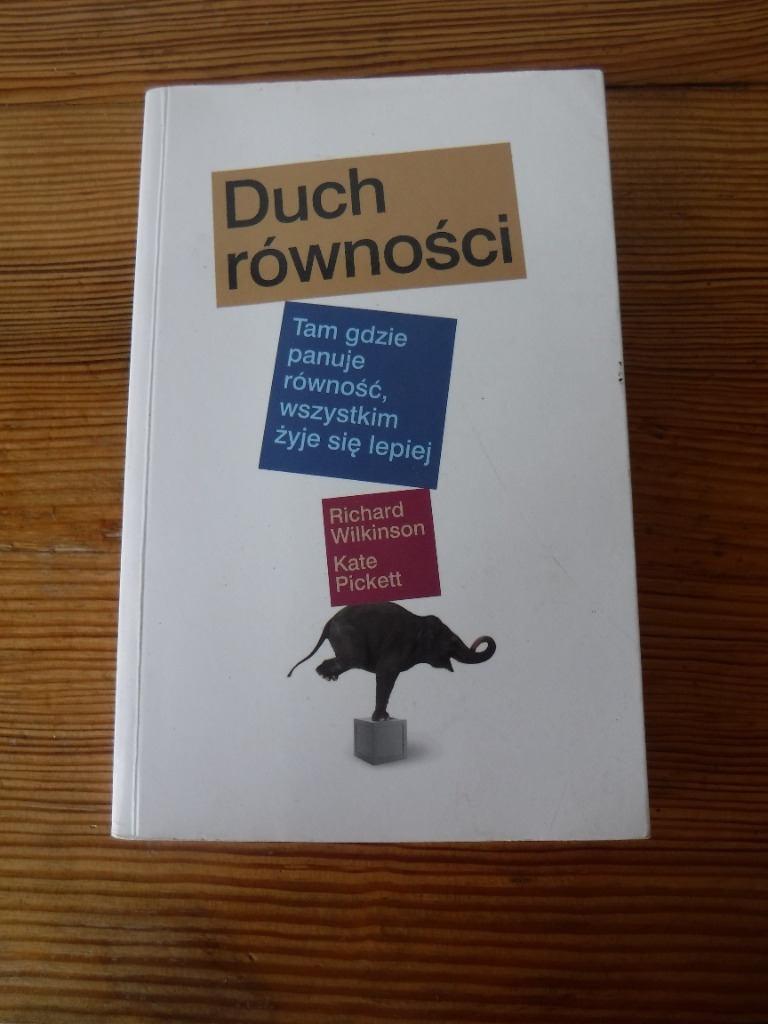 Duch
równości
Tam gdzie
panuje
równość,
wszystkim
żyje się lepiej
Richard
Wilkinson
Kate
Pickett